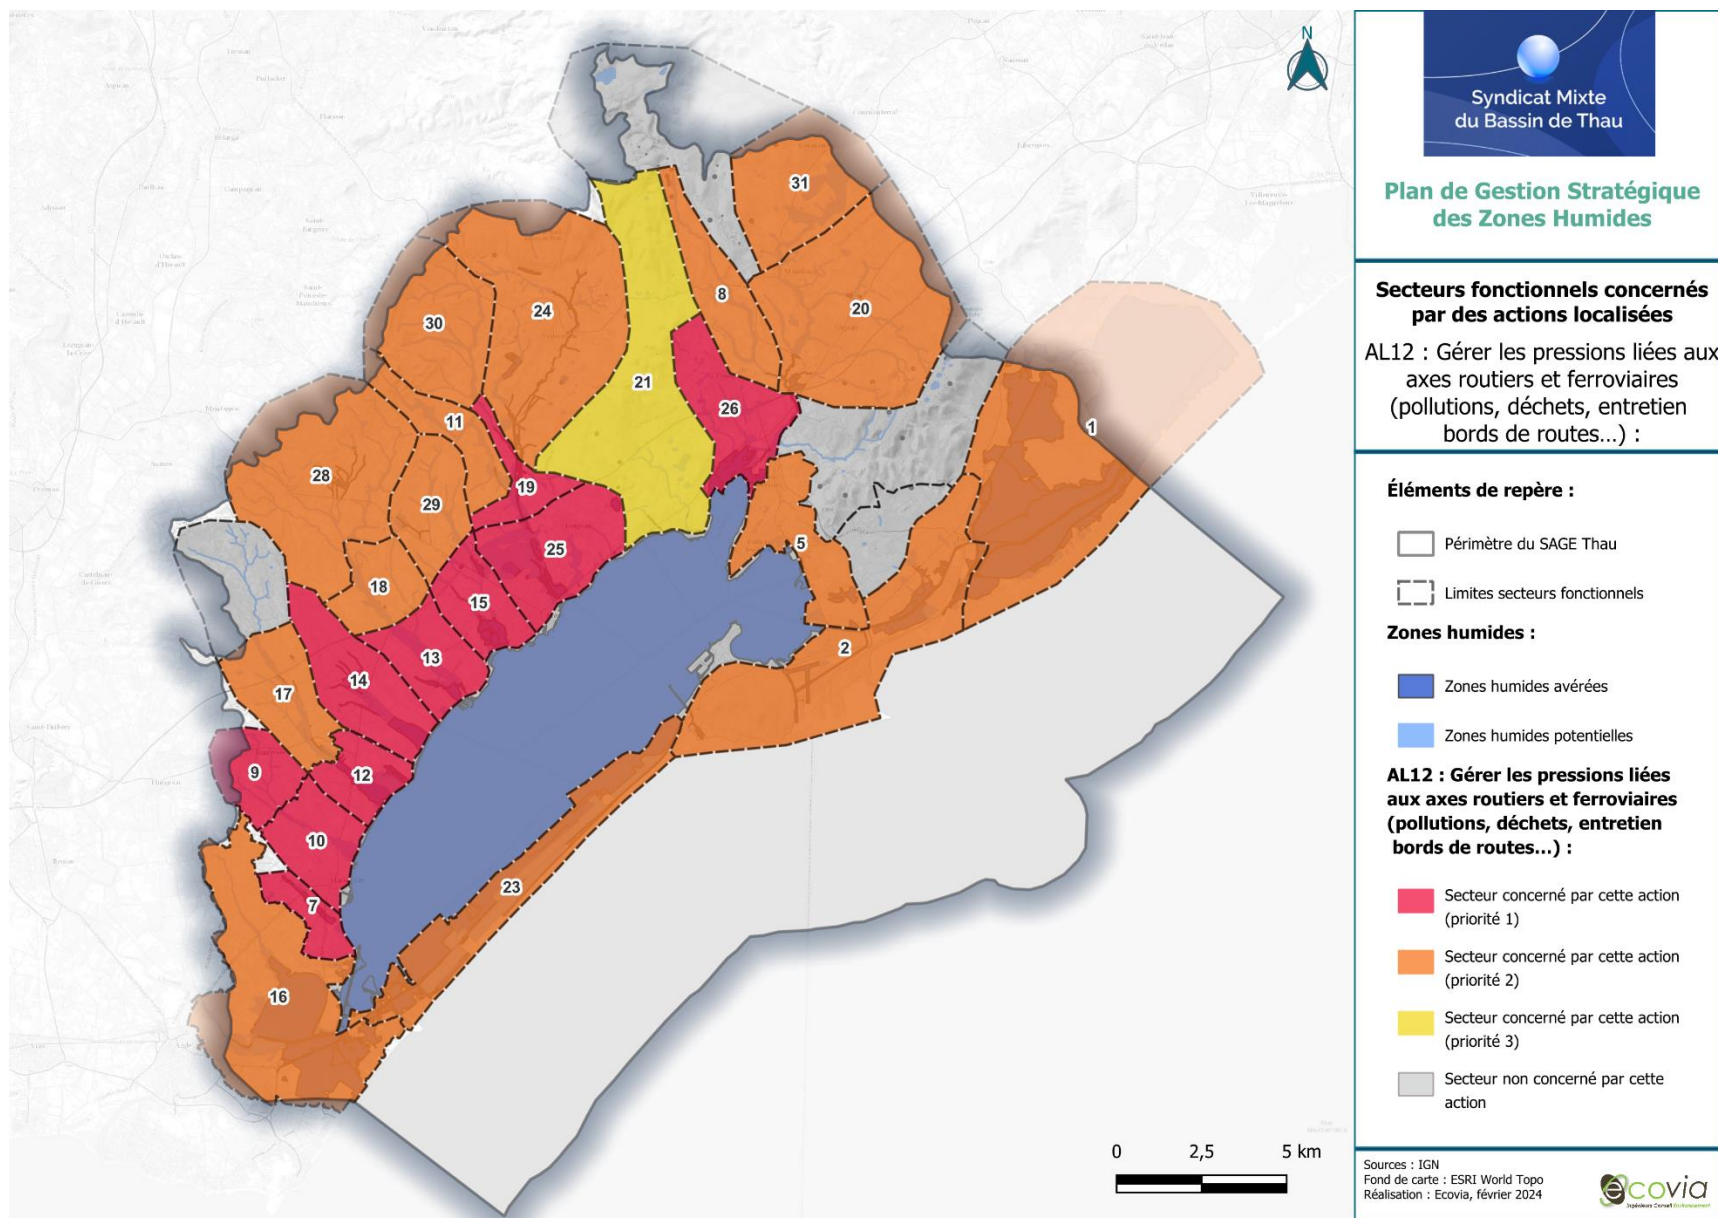 N
31
8
20
24
30
21
26
1
11
28
29
19
25
5
18
15
13
2
14
17
9
12
10
23
7
16
0 2,5 5 km
Syndicat Mixte
du Bassin de Thau
Plan de Gestion Stratégique
des Zones Humides
Secteurs fonctionnels concernés
par des actions localisées
AL12 : Gérer les pressions liées aux
axes routiers et ferroviaires
(pollutions, déchets, entretien
bords de routes...) :
Éléments de repère :
Périmètre du SAGE Thau
Limites secteurs fonctionnels
Zones humides :
Zones humides avérées
Zones humides potentielles
AL12 : Gérer les pressions liées
aux axes routiers et ferroviaires
(pollutions, déchets, entretien
bords de routes...) :
Secteur concerné par cette action
(priorité 1)
Secteur concerné par cette action
(priorité 2)
Secteur concerné par cette action
(priorité 3)
Secteur non concerné par cette
action
Sources : IGN
Fond de carte : ESRI World Topo
Réalisation : Ecovia, février 2024
écovia